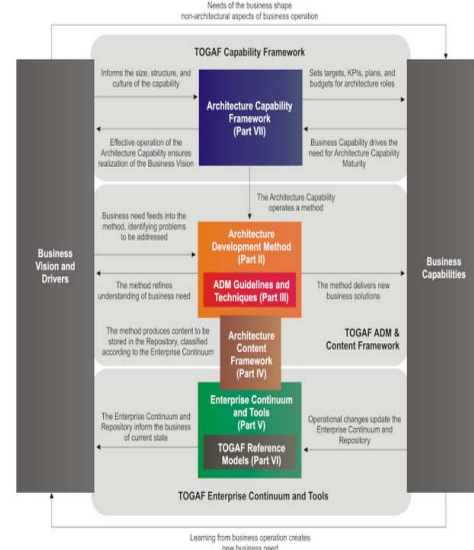 Needs of the business shape
non-architectural aspects of business operation
TOGAF Capability Framework
Informs the size, structure, and
culture of the capability
Sets targets, KPIs, plans, and
budgets for architecture roles
Architecture Capability
Framework
(Part VII)
Effective operation of the
Architecture Capability ensures
realization of the Business Vision
Business Capability drives the
need for Architecture Capability
Maturity
The Architecture Capability
operates a method
Business need feeds into the
method, identifying problems
to be addressed
Architecture
Development Method
(Part II)
Business
Vision and
Drivers
Business
Capabilities
ADM Guidelines and
Techniques (Part III)
The method refines
understanding of business need
The method delivers new
business solutions
The method produces content to be
stored in the Repository, classified
according to the Enterprise Continuum
Architecture
Content
Framework
(Part IV)
TOGAF ADM &
Content Framework
Enterprise Continuum
and Tools
(Part V)
The Enterprise Continuum and
Repository inform the business
of current state
Operational changes update the
Enterprise Continuum and
Repository
TOGAF Reference
Models (Part VI)
TOGAF Enterprise Continuum and Tools
Learning from business operation creates
new business need